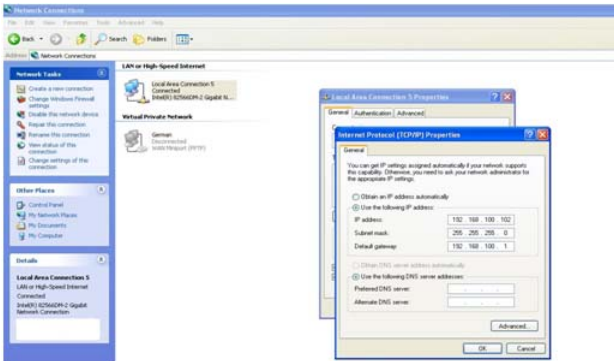 Network Connections
File Edit View Favorites Tools Advanced Help
Back Search Folders
Address Network Connections
Network Tasks
Create a new connection
Change Windows Firewall settings
Disable this network device
Repair this connection
Rename this connection
View status of this connection
Change settings of this connection
Other Places
Control Panel
My Network Places
My Documents
My Computer
Details
Local Area Connection 5
LAN or High-Speed Internet
Connected
Intel(R) 82566DM-2 Gigabit Network Connection
LAN or High-Speed Internet
Local Area Connection 5
Connected
Intel(R) 82566DM-2 Gigabit N...
Virtual Private Network
German
Disconnected
WAN Miniport (PPTP)
Local Area Connection 5 Properties
General Authentication Advanced
Internet Protocol (TCP/IP) Properties
General
You can get IP settings assigned automatically if your network supports
this capability. Otherwise, you need to ask your network administrator for
the appropriate IP settings.
Obtain an IP address automatically
Use the following IP address:
IP address: 192 . 168 . 100 . 102
Subnet mask: 255 . 255 . 255 . 0
Default gateway: 192 . 168 . 100 . 1
Obtain DNS server address automatically
Use the following DNS server addresses:
Preferred DNS server:
Alternate DNS server:
Advanced...
OK Cancel